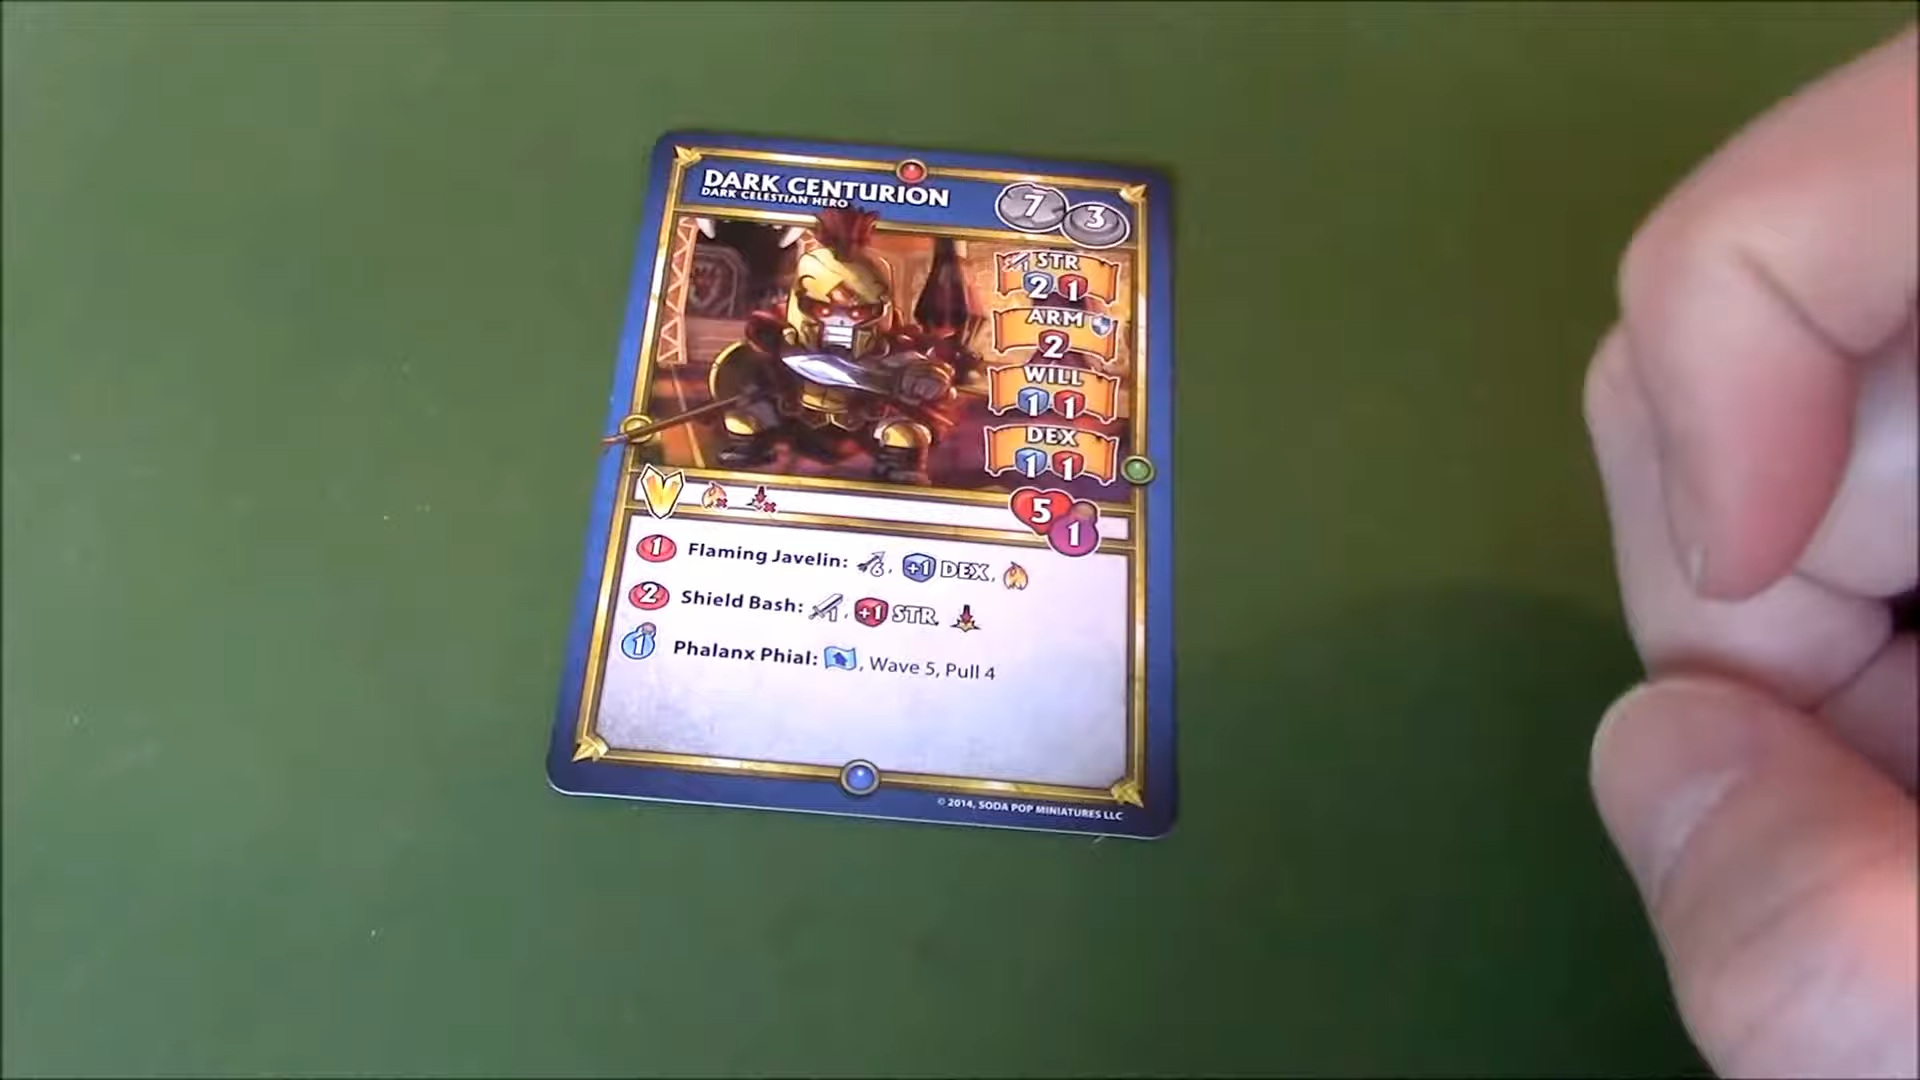 DARK CENTURION
DARK CELESTIAN HERO
7 3
STR
2 1
ARM
2
WILL
1 1
DEX
1 1
5
1
1 Flaming Javelin: 6, +1 DEX,
2 Shield Bash: 1, +1 STR,
1 Phalanx Phial: , Wave 5, Pull 4
© 2014, SODA POP MINIATURES LLC